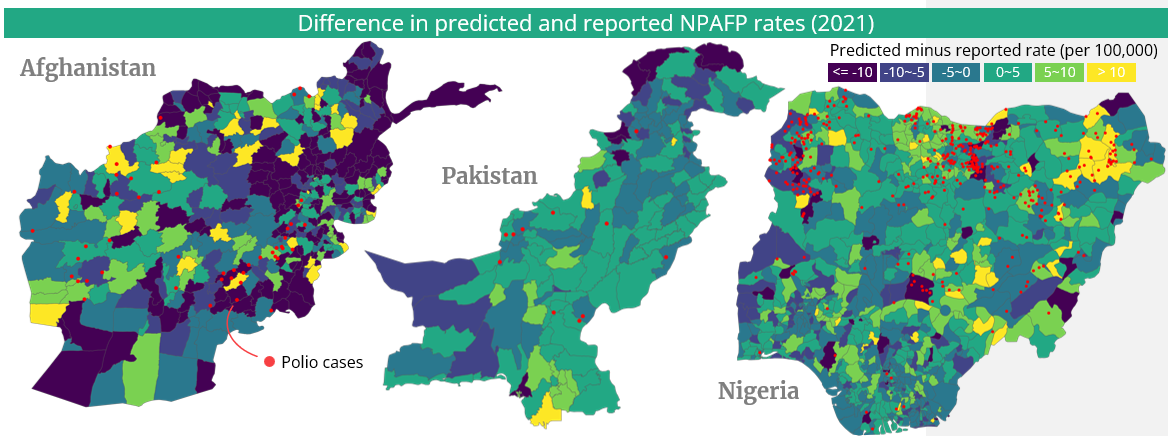 Difference in predicted and reported NPAFP rates (2021)
Afghanistan
Predicted minus reported rate (per 100,000)
<= -10 -10~-5 -5~0 0~5 5~10 > 10
Pakistan
Polio cases
Nigeria